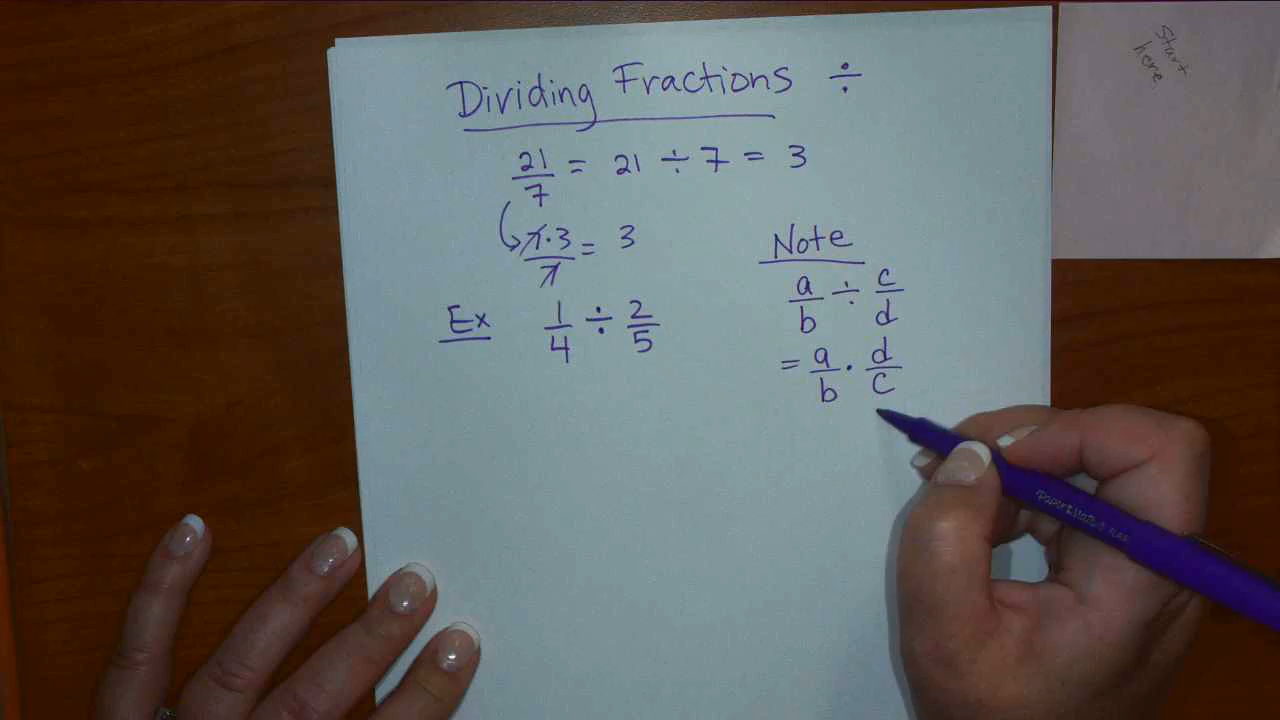 Dividing Fractions ÷
21/7 = 21 ÷ 7 = 3
7·3/7 = 3
Note
a/b ÷ c/d
= a/b · d/c
Ex 1/4 ÷ 2/5
Start
here